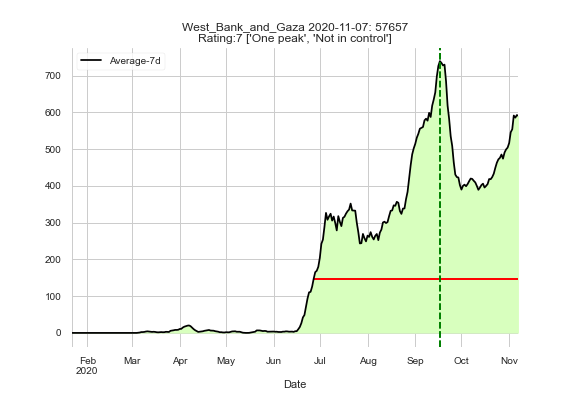 West_Bank_and_Gaza 2020-11-07: 57657
Rating:7 ['One peak', 'Not in control']
Average-7d
700
600
500
400
300
200
100
0
Feb Mar Apr May Jun Jul Aug Sep Oct Nov
2020
Date